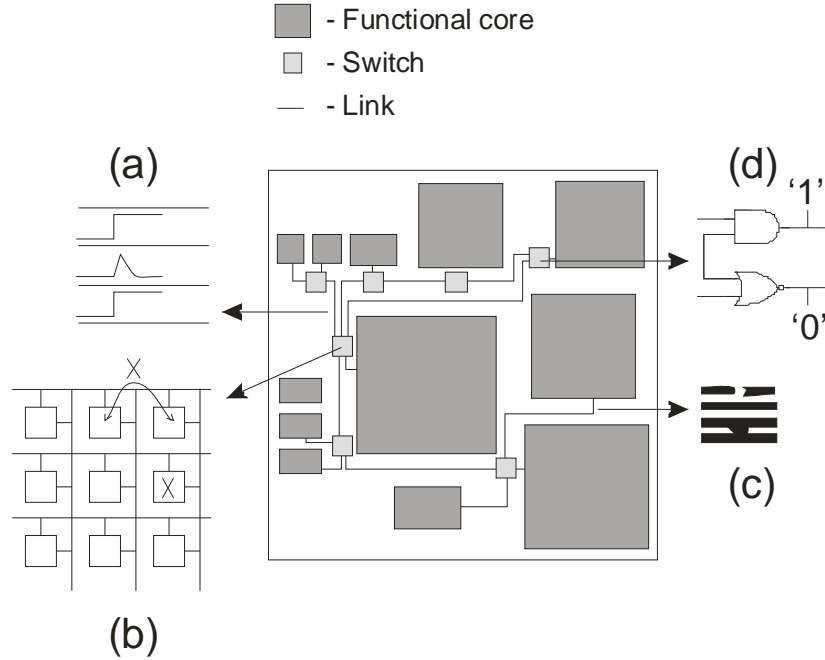 - Functional core
- Switch
- Link
(a)
(d)
'1'
'0'
X
X
(c)
(b)